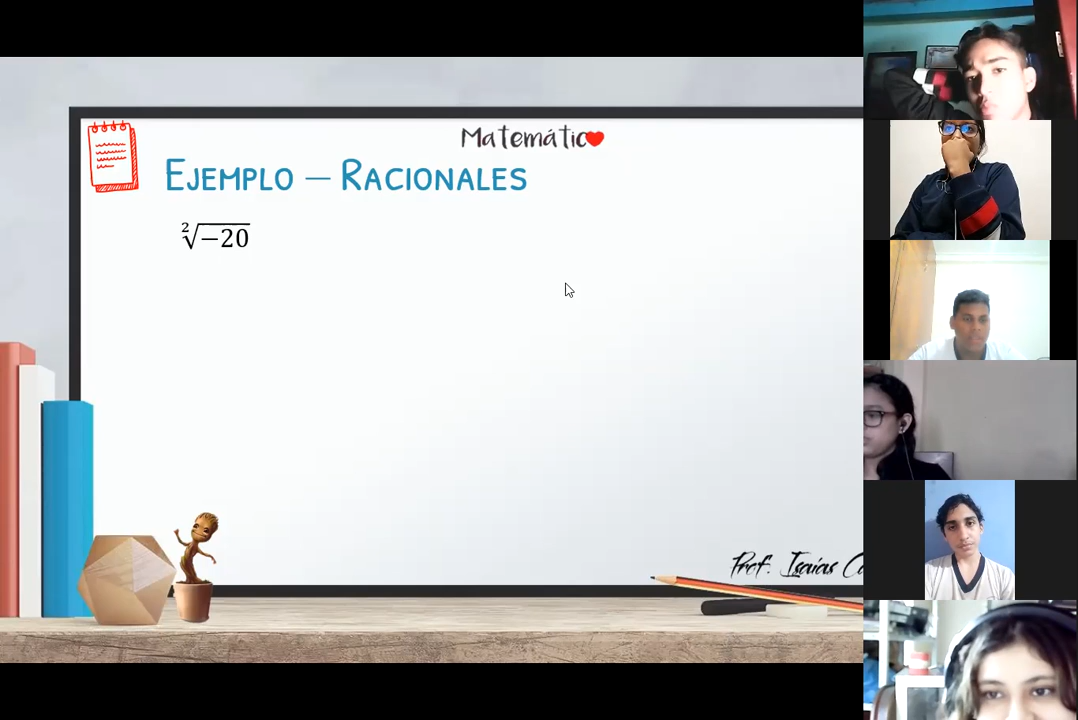 Matemátic
EJEMPLO – RACIONALES
²√−20
Prof. Isaías